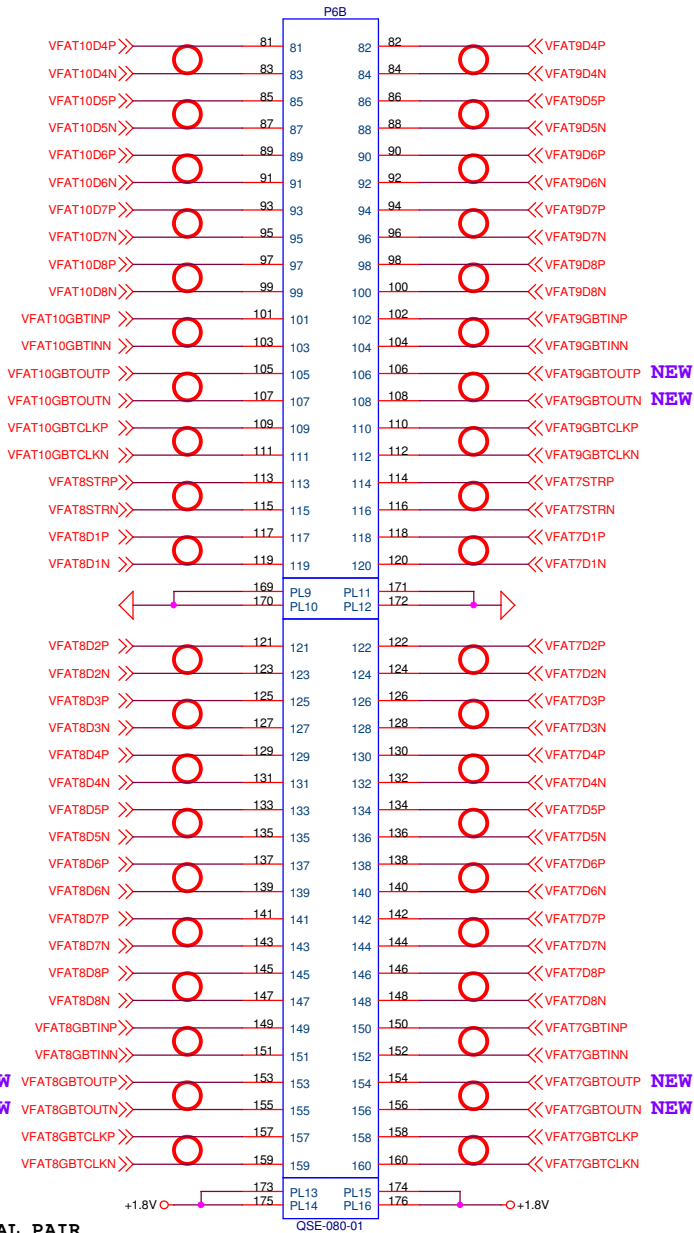 P6B
VFAT10D4P 81 81 82 82 VFAT9D4P
VFAT10D4N 83 83 84 84 VFAT9D4N
VFAT10D5P 85 85 86 86 VFAT9D5P
VFAT10D5N 87 87 88 88 VFAT9D5N
VFAT10D6P 89 89 90 90 VFAT9D6P
VFAT10D6N 91 91 92 92 VFAT9D6N
VFAT10D7P 93 93 94 94 VFAT9D7P
VFAT10D7N 95 95 96 96 VFAT9D7N
VFAT10D8P 97 97 98 98 VFAT9D8P
VFAT10D8N 99 99 100 100 VFAT9D8N
VFAT10GBTINP 101 101 102 102 VFAT9GBTINP
VFAT10GBTINN 103 103 104 104 VFAT9GBTINN
VFAT10GBTOUTP 105 105 106 106 VFAT9GBTOUTP NEW
VFAT10GBTOUTN 107 107 108 108 VFAT9GBTOUTN NEW
VFAT10GBTCLKP 109 109 110 110 VFAT9GBTCLKP
VFAT10GBTCLKN 111 111 112 112 VFAT9GBTCLKN
VFAT8STRP 113 113 114 114 VFAT7STRP
VFAT8STRN 115 115 116 116 VFAT7STRN
VFAT8D1P 117 117 118 118 VFAT7D1P
VFAT8D1N 119 119 120 120 VFAT7D1N
169 PL9 PL11 171
170 PL10 PL12 172
VFAT8D2P 121 121 122 122 VFAT7D2P
VFAT8D2N 123 123 124 124 VFAT7D2N
VFAT8D3P 125 125 126 126 VFAT7D3P
VFAT8D3N 127 127 128 128 VFAT7D3N
VFAT8D4P 129 129 130 130 VFAT7D4P
VFAT8D4N 131 131 132 132 VFAT7D4N
VFAT8D5P 133 133 134 134 VFAT7D5P
VFAT8D5N 135 135 136 136 VFAT7D5N
VFAT8D6P 137 137 138 138 VFAT7D6P
VFAT8D6N 139 139 140 140 VFAT7D6N
VFAT8D7P 141 141 142 142 VFAT7D7P
VFAT8D7N 143 143 144 144 VFAT7D7N
VFAT8D8P 145 145 146 146 VFAT7D8P
VFAT8D8N 147 147 148 148 VFAT7D8N
VFAT8GBTINP 149 149 150 150 VFAT7GBTINP
VFAT8GBTINN 151 151 152 152 VFAT7GBTINN
W VFAT8GBTOUTP 153 153 154 154 VFAT7GBTOUTP NEW
W VFAT8GBTOUTN 155 155 156 156 VFAT7GBTOUTN NEW
VFAT8GBTCLKP 157 157 158 158 VFAT7GBTCLKP
VFAT8GBTCLKN 159 159 160 160 VFAT7GBTCLKN
173 PL13 PL15 174
+1.8V 175 PL14 PL16 176 +1.8V
QSE-080-01
PAIR